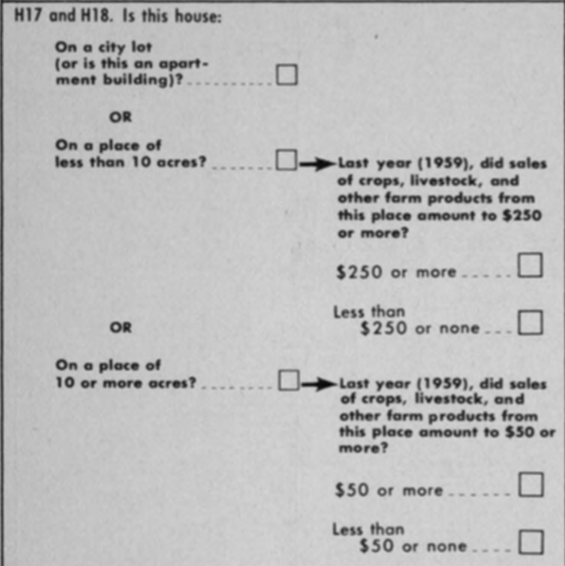 H17 and H18. Is this house:
On a city lot
(or is this an apart-
ment building)?
OR
On a place of
less than 10 acres?
Last year (1959), did sales
of crops, livestock, and
other farm products from
this place amount to $250
or more?
$250 or more
Less than
$250 or none
OR
On a place of
10 or more acres?
Last year (1959), did sales
of crops, livestock, and
other farm products from
this place amount to $50 or
more?
$50 or more
Less than
$50 or none